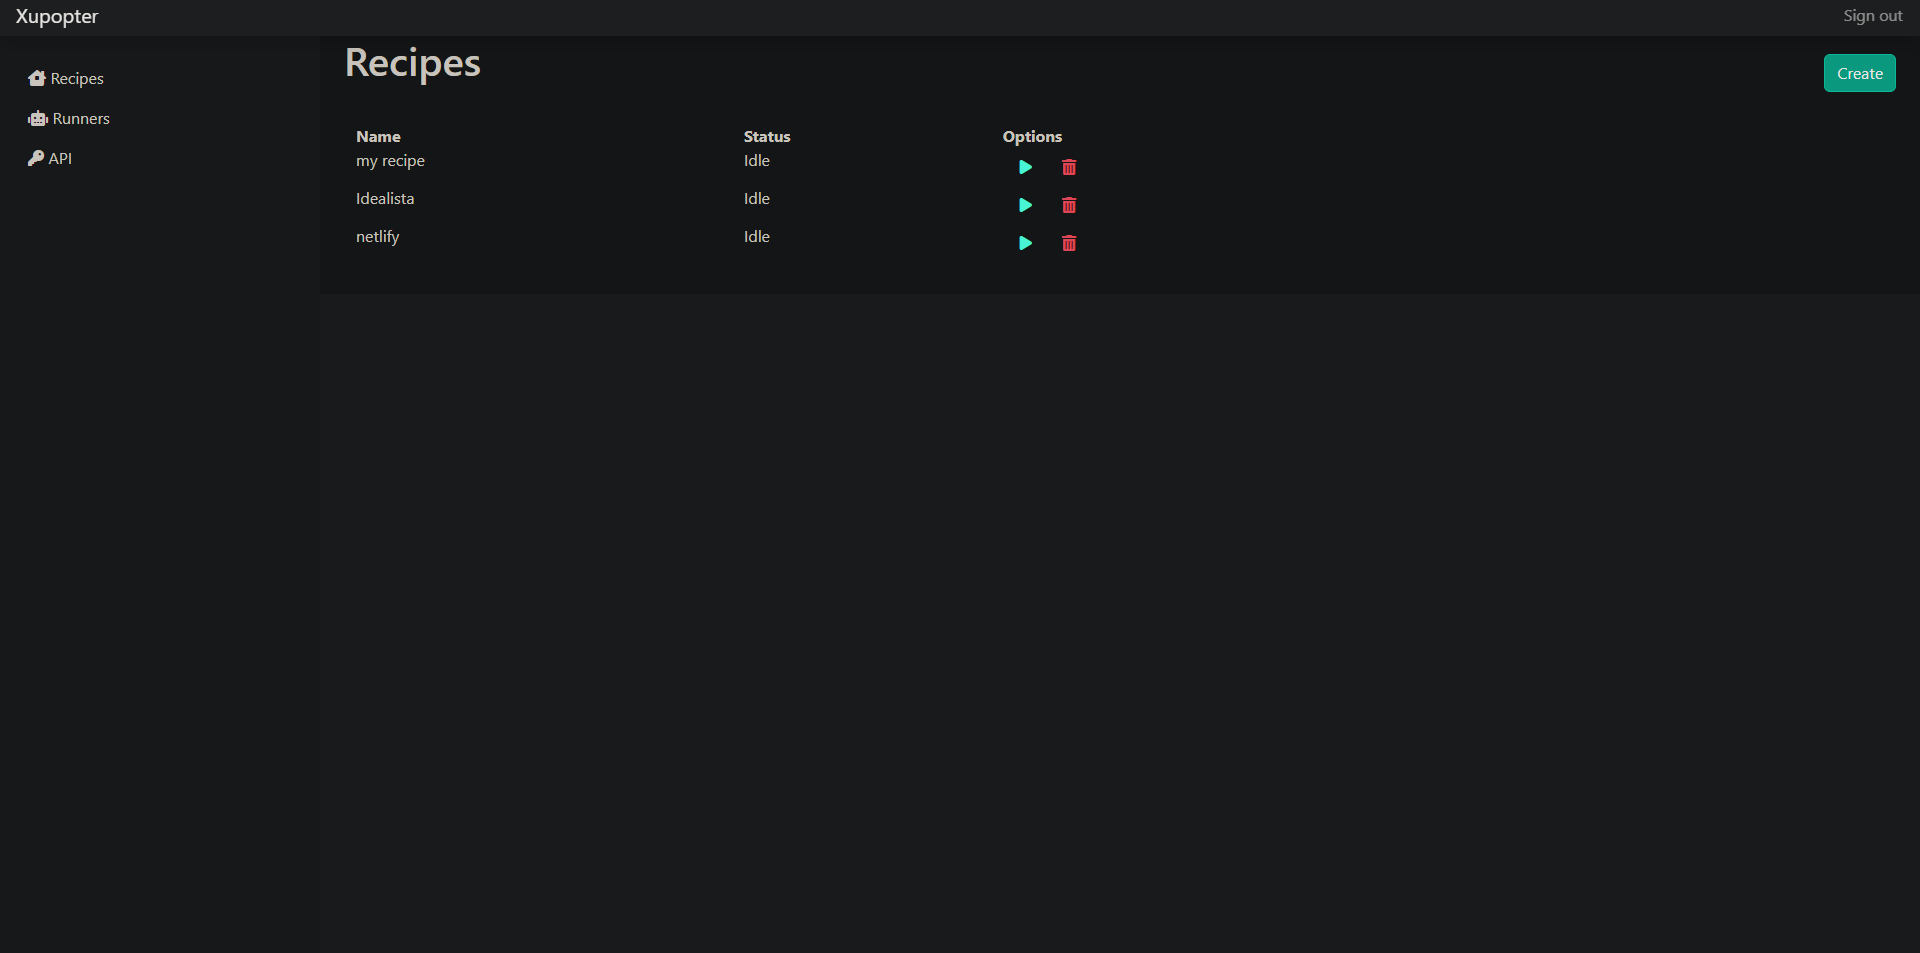 Xupopter
Sign out
Recipes
Runners
API
Recipes
Create
Name Status Options
my recipe Idle
Idealista Idle
netlify Idle